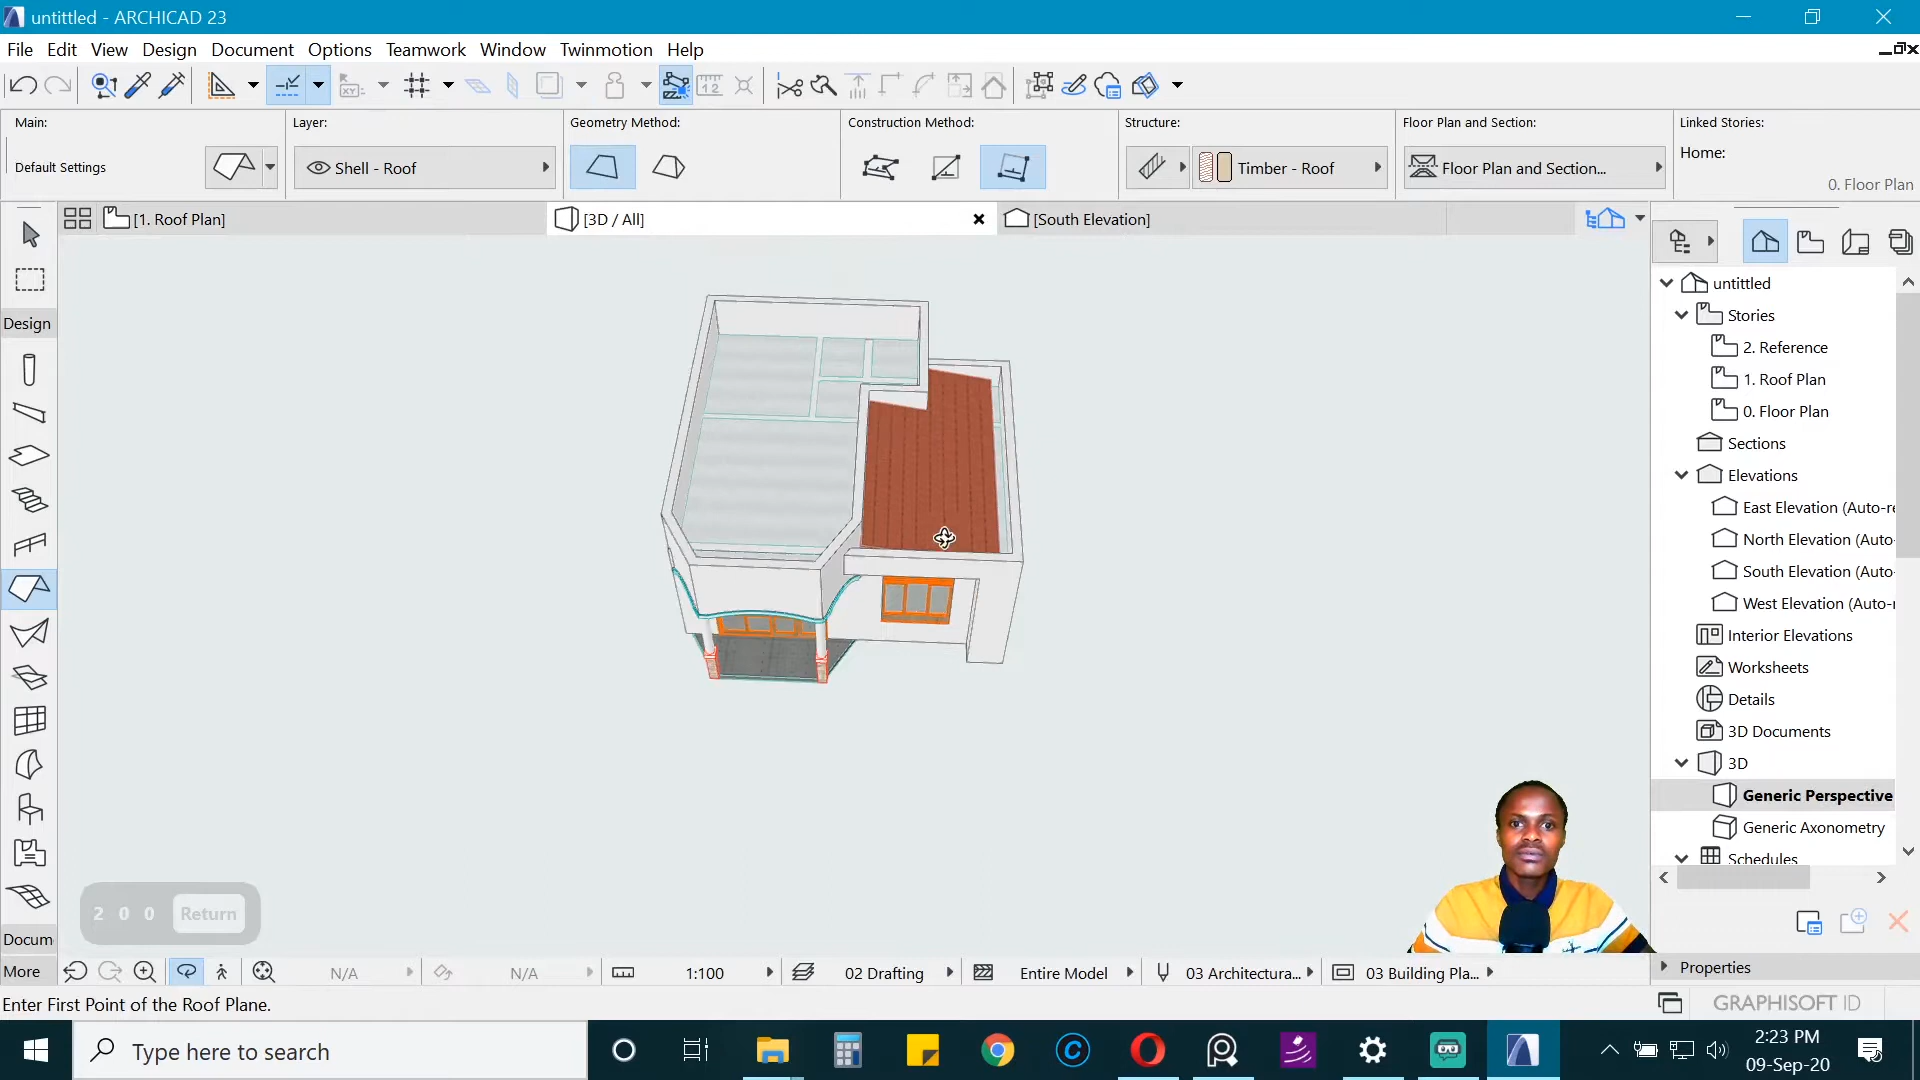 untittled - ARCHICAD 23
File Edit View Design Document Options Teamwork Window Twinmotion Help
Main: Layer: Geometry Method: Construction Method: Structure: Floor Plan and Section: Linked Stories:
Default Settings Shell - Roof Timber - Roof Floor Plan and Section... Home:
0. Floor Plan
[1. Roof Plan] [3D / All] [South Elevation]
Design
untittled
Stories
2. Reference
1. Roof Plan
0. Floor Plan
Sections
Elevations
East Elevation (Auto-re
North Elevation (Auto-
South Elevation (Auto-
West Elevation (Auto-r
Interior Elevations
Worksheets
Details
3D Documents
3D
Generic Perspective
Generic Axonometry
Schedules
2 0 0 Return
Docum
More N/A N/A 1:100 02 Drafting Entire Model 03 Architectura... 03 Building Pla... Properties
Enter First Point of the Roof Plane. GRAPHISOFT ID
Type here to search
2:23 PM
09-Sep-20